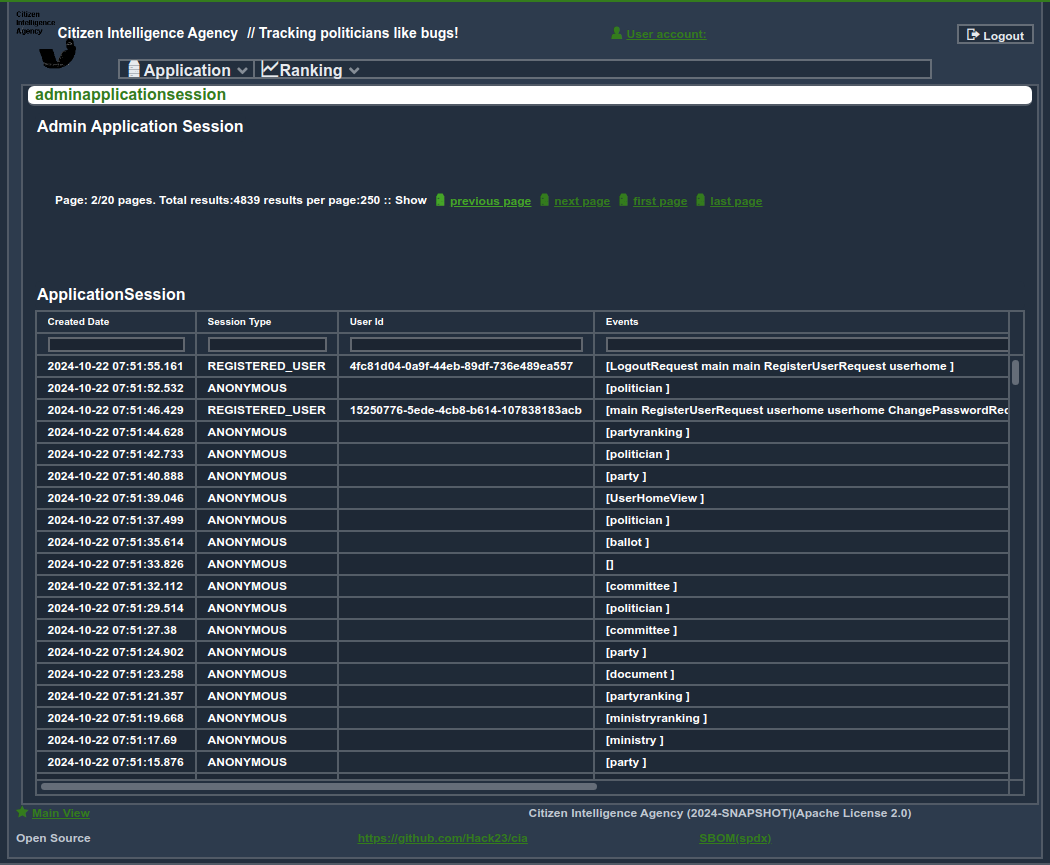 Citizen
Intelligence
Agency
Citizen Intelligence Agency // Tracking politicians like bugs!
User account:
Logout
Application Ranking
adminapplicationsession
Admin Application Session
Page: 2/20 pages. Total results:4839 results per page:250 :: Show previous page next page first page last page
ApplicationSession
Created Date Session Type User Id Events
2024-10-22 07:51:55.161 REGISTERED_USER 4fc81d04-0a9f-44eb-89df-736e489ea557 [LogoutRequest main main RegisterUserRequest userhome ]
2024-10-22 07:51:52.532 ANONYMOUS [politician ]
2024-10-22 07:51:46.429 REGISTERED_USER 15250776-5ede-4cb8-b614-107838183acb [main RegisterUserRequest userhome userhome ChangePasswordRec
2024-10-22 07:51:44.628 ANONYMOUS [partyranking ]
2024-10-22 07:51:42.733 ANONYMOUS [politician ]
2024-10-22 07:51:40.888 ANONYMOUS [party ]
2024-10-22 07:51:39.046 ANONYMOUS [UserHomeView ]
2024-10-22 07:51:37.499 ANONYMOUS [politician ]
2024-10-22 07:51:35.614 ANONYMOUS [ballot ]
2024-10-22 07:51:33.826 ANONYMOUS []
2024-10-22 07:51:32.112 ANONYMOUS [committee ]
2024-10-22 07:51:29.514 ANONYMOUS [politician ]
2024-10-22 07:51:27.38 ANONYMOUS [committee ]
2024-10-22 07:51:24.902 ANONYMOUS [party ]
2024-10-22 07:51:23.258 ANONYMOUS [document ]
2024-10-22 07:51:21.357 ANONYMOUS [partyranking ]
2024-10-22 07:51:19.668 ANONYMOUS [ministryranking ]
2024-10-22 07:51:17.69 ANONYMOUS [ministry ]
2024-10-22 07:51:15.876 ANONYMOUS [party ]
Main View Citizen Intelligence Agency (2024-SNAPSHOT)(Apache License 2.0)
Open Source https://github.com/Hack23/cia SBOM(spdx)